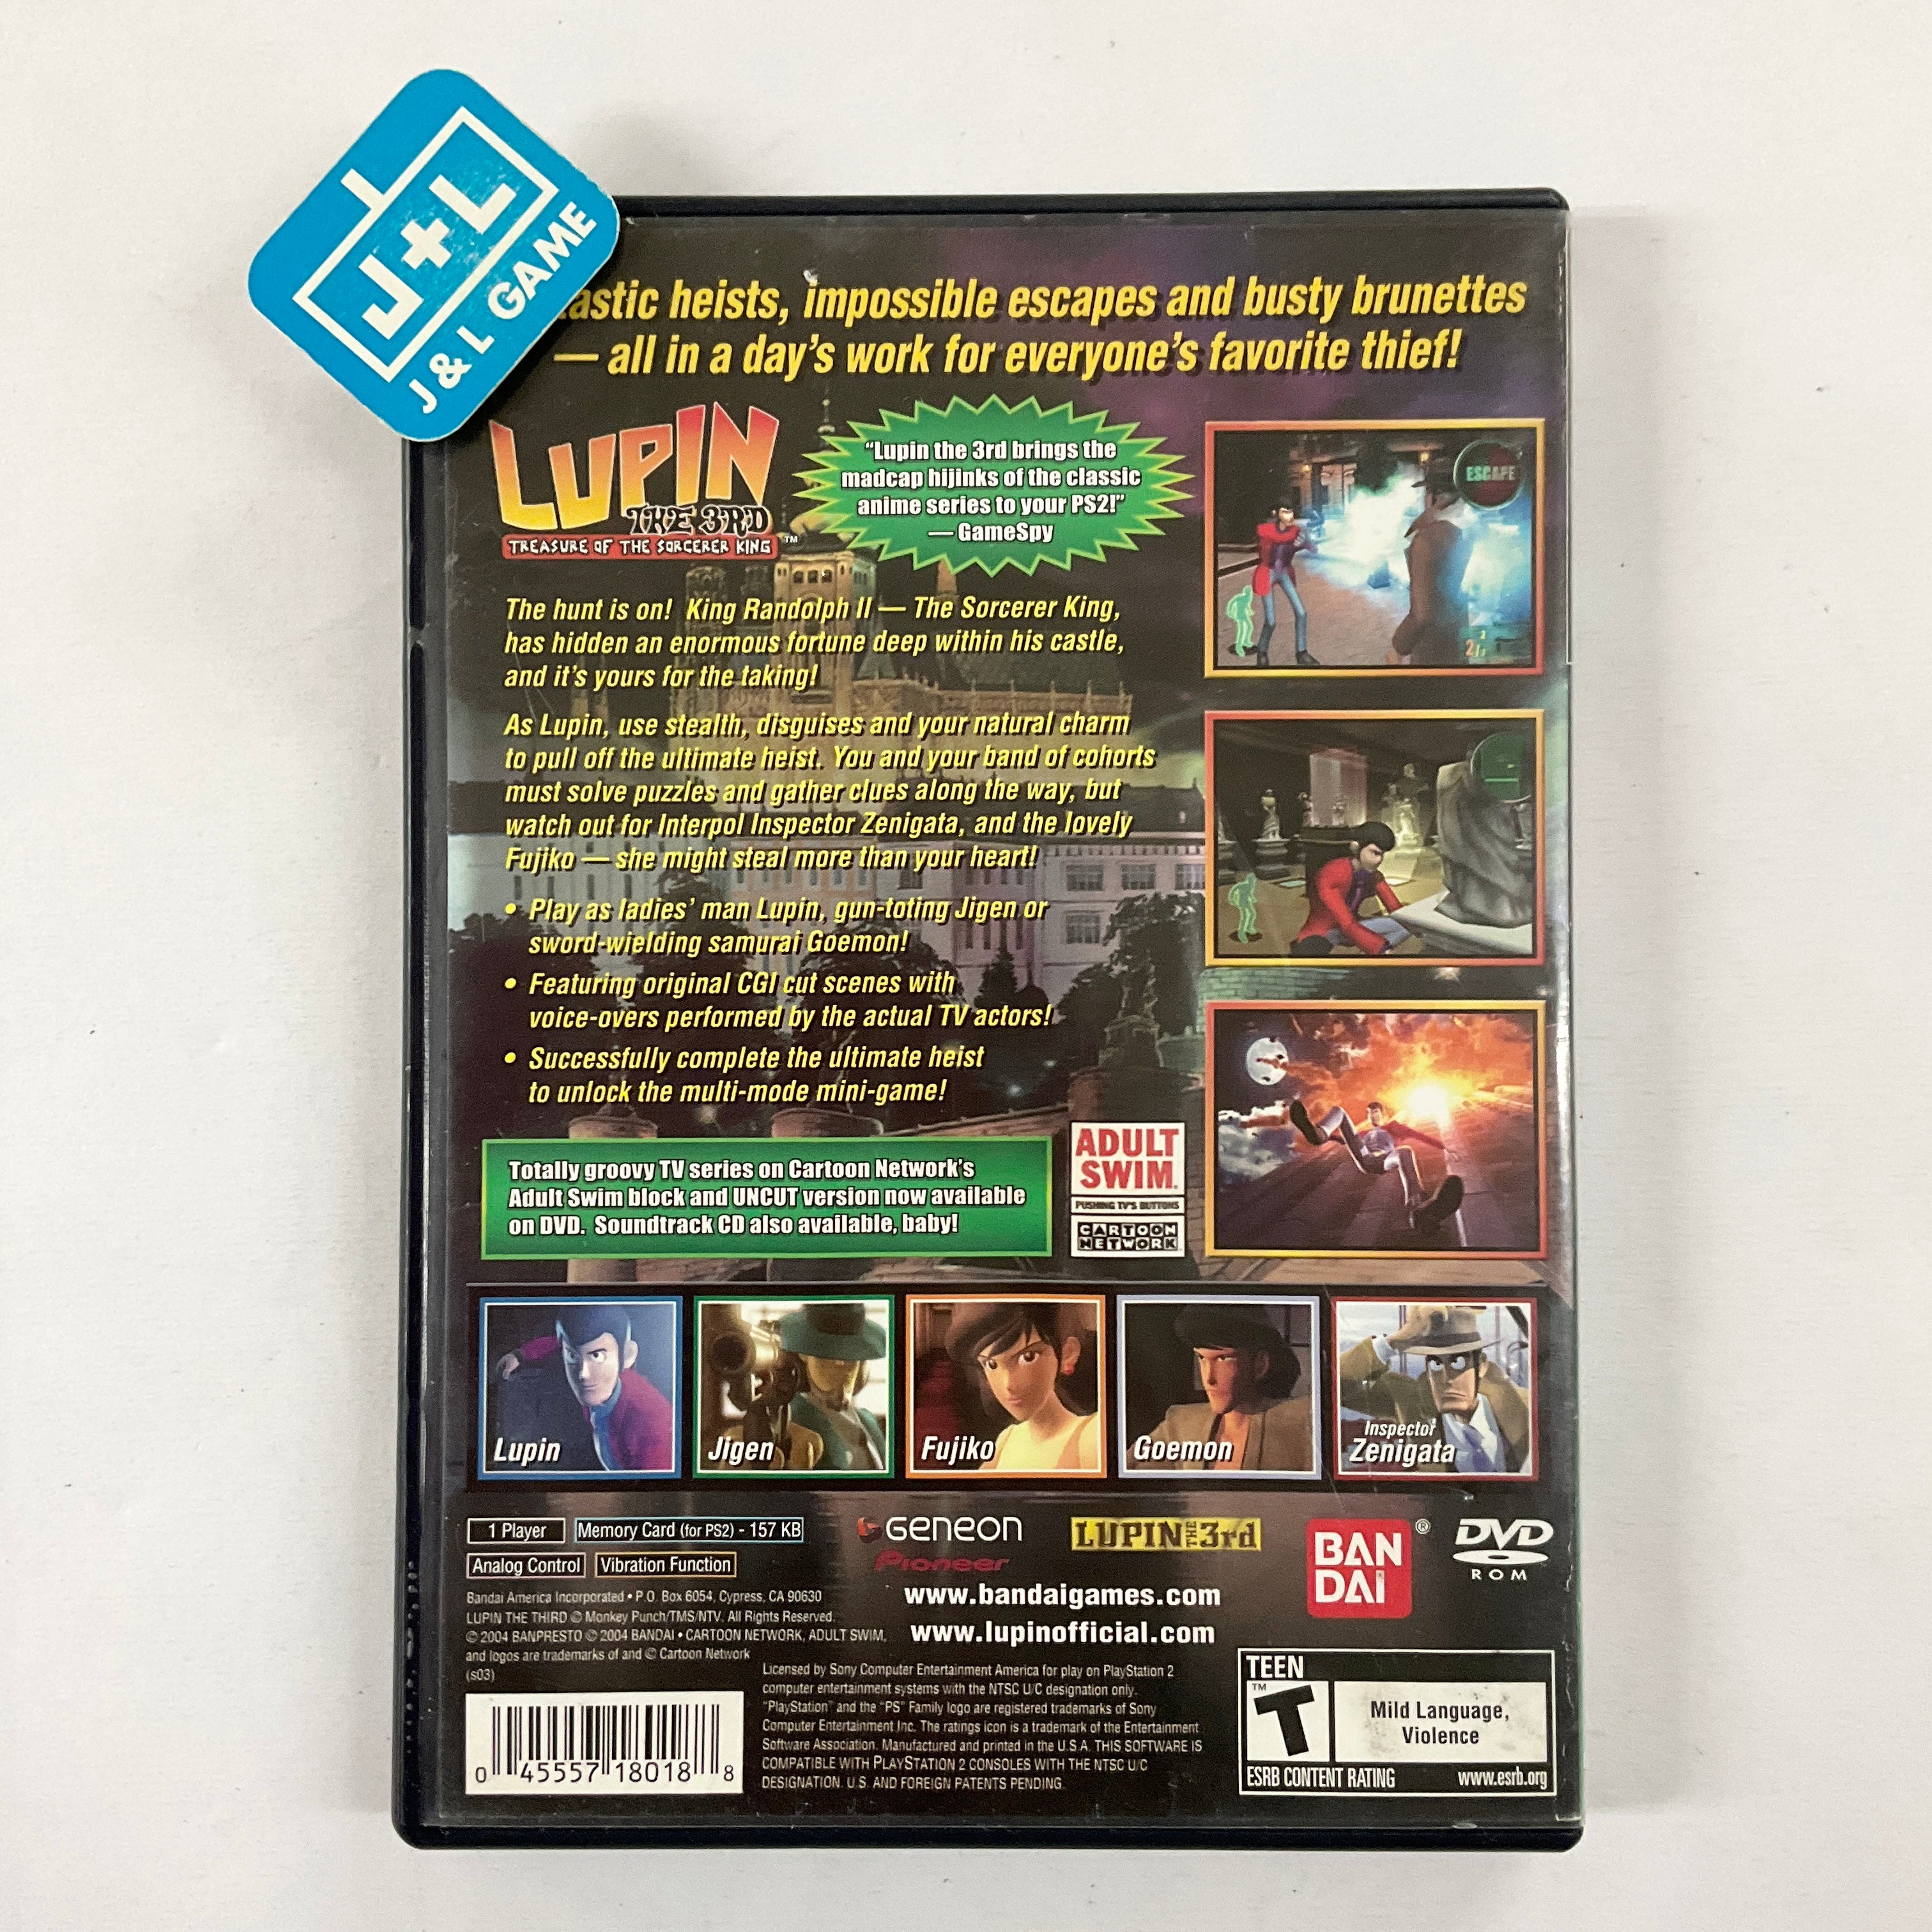 J+L
J & L GAME
astic heists, impossible escapes and busty brunettes
— all in a day's work for everyone's favorite thief!
LUPIN
THE 3RD
TREASURE OF THE SORCERER KING ™
"Lupin the 3rd brings the
madcap hijinks of the classic
anime series to your PS2!"
— GameSpy
ESCAPE
The hunt is on! King Randolph II — The Sorcerer King,
has hidden an enormous fortune deep within his castle,
and it's yours for the taking!
As Lupin, use stealth, disguises and your natural charm
to pull off the ultimate heist. You and your band of cohorts
must solve puzzles and gather clues along the way, but
watch out for Interpol Inspector Zenigata, and the lovely
Fujiko — she might steal more than your heart!
• Play as ladies' man Lupin, gun-toting Jigen or
sword-wielding samurai Goemon!
• Featuring original CGI cut scenes with
voice-overs performed by the actual TV actors!
• Successfully complete the ultimate heist
to unlock the multi-mode mini-game!
Totally groovy TV series on Cartoon Network's
Adult Swim block and UNCUT version now available
on DVD. Soundtrack CD also available, baby!
ADULT
SWIM.
PUSHING TV'S BUTTONS
CARTOON
NETWORK
Lupin
Jigen
Fujiko
Goemon
Inspector
Zenigata
1 Player
Memory Card (for PS2) - 157 KB
Analog Control
Vibration Function
GENEON
Pioneer
LUPIN THE 3rd
BAN
DAI ®
DVD
ROM
www.bandaigames.com
www.lupinofficial.com
Bandai America Incorporated • P.O. Box 6054, Cypress, CA 90630
LUPIN THE THIRD © Monkey Punch/TMS/NTV. All Rights Reserved.
© 2004 BANPRESTO © 2004 BANDAI • CARTOON NETWORK, ADULT SWIM,
and logos are trademarks of and © Cartoon Network
(s03)
Licensed by Sony Computer Entertainment America for play on PlayStation 2
computer entertainment systems with the NTSC U/C designation only.
"PlayStation" and the "PS" Family logo are registered trademarks of Sony
Computer Entertainment Inc. The ratings icon is a trademark of the Entertainment
Software Association. Manufactured and printed in the U.S.A. THIS SOFTWARE IS
COMPATIBLE WITH PLAYSTATION 2 CONSOLES WITH THE NTSC U/C
DESIGNATION. U.S. AND FOREIGN PATENTS PENDING.
0 45557 18018 8
TEEN
T ™
Mild Language,
Violence
ESRB CONTENT RATING
www.esrb.org